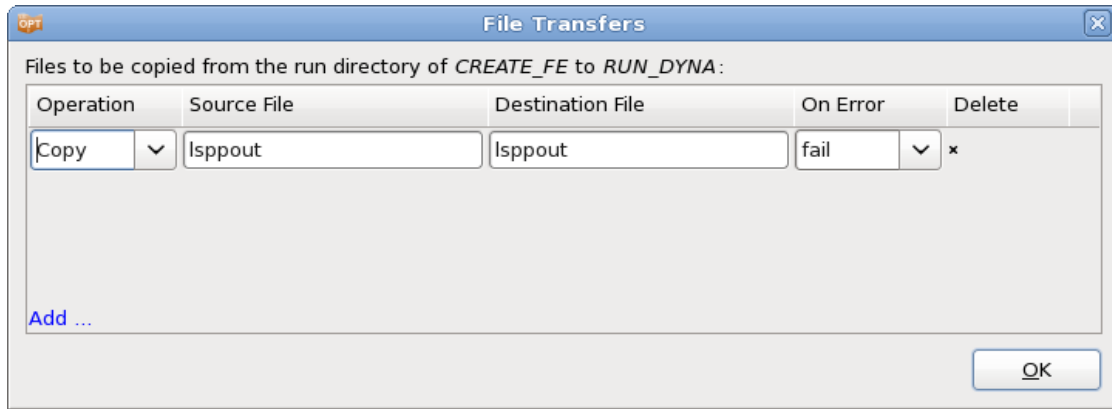 OPT File Transfers
Files to be copied from the run directory of CREATE_FE to RUN_DYNA:
Operation Source File Destination File On Error Delete
Copy lsppout lsppout fail
Add ...
OK